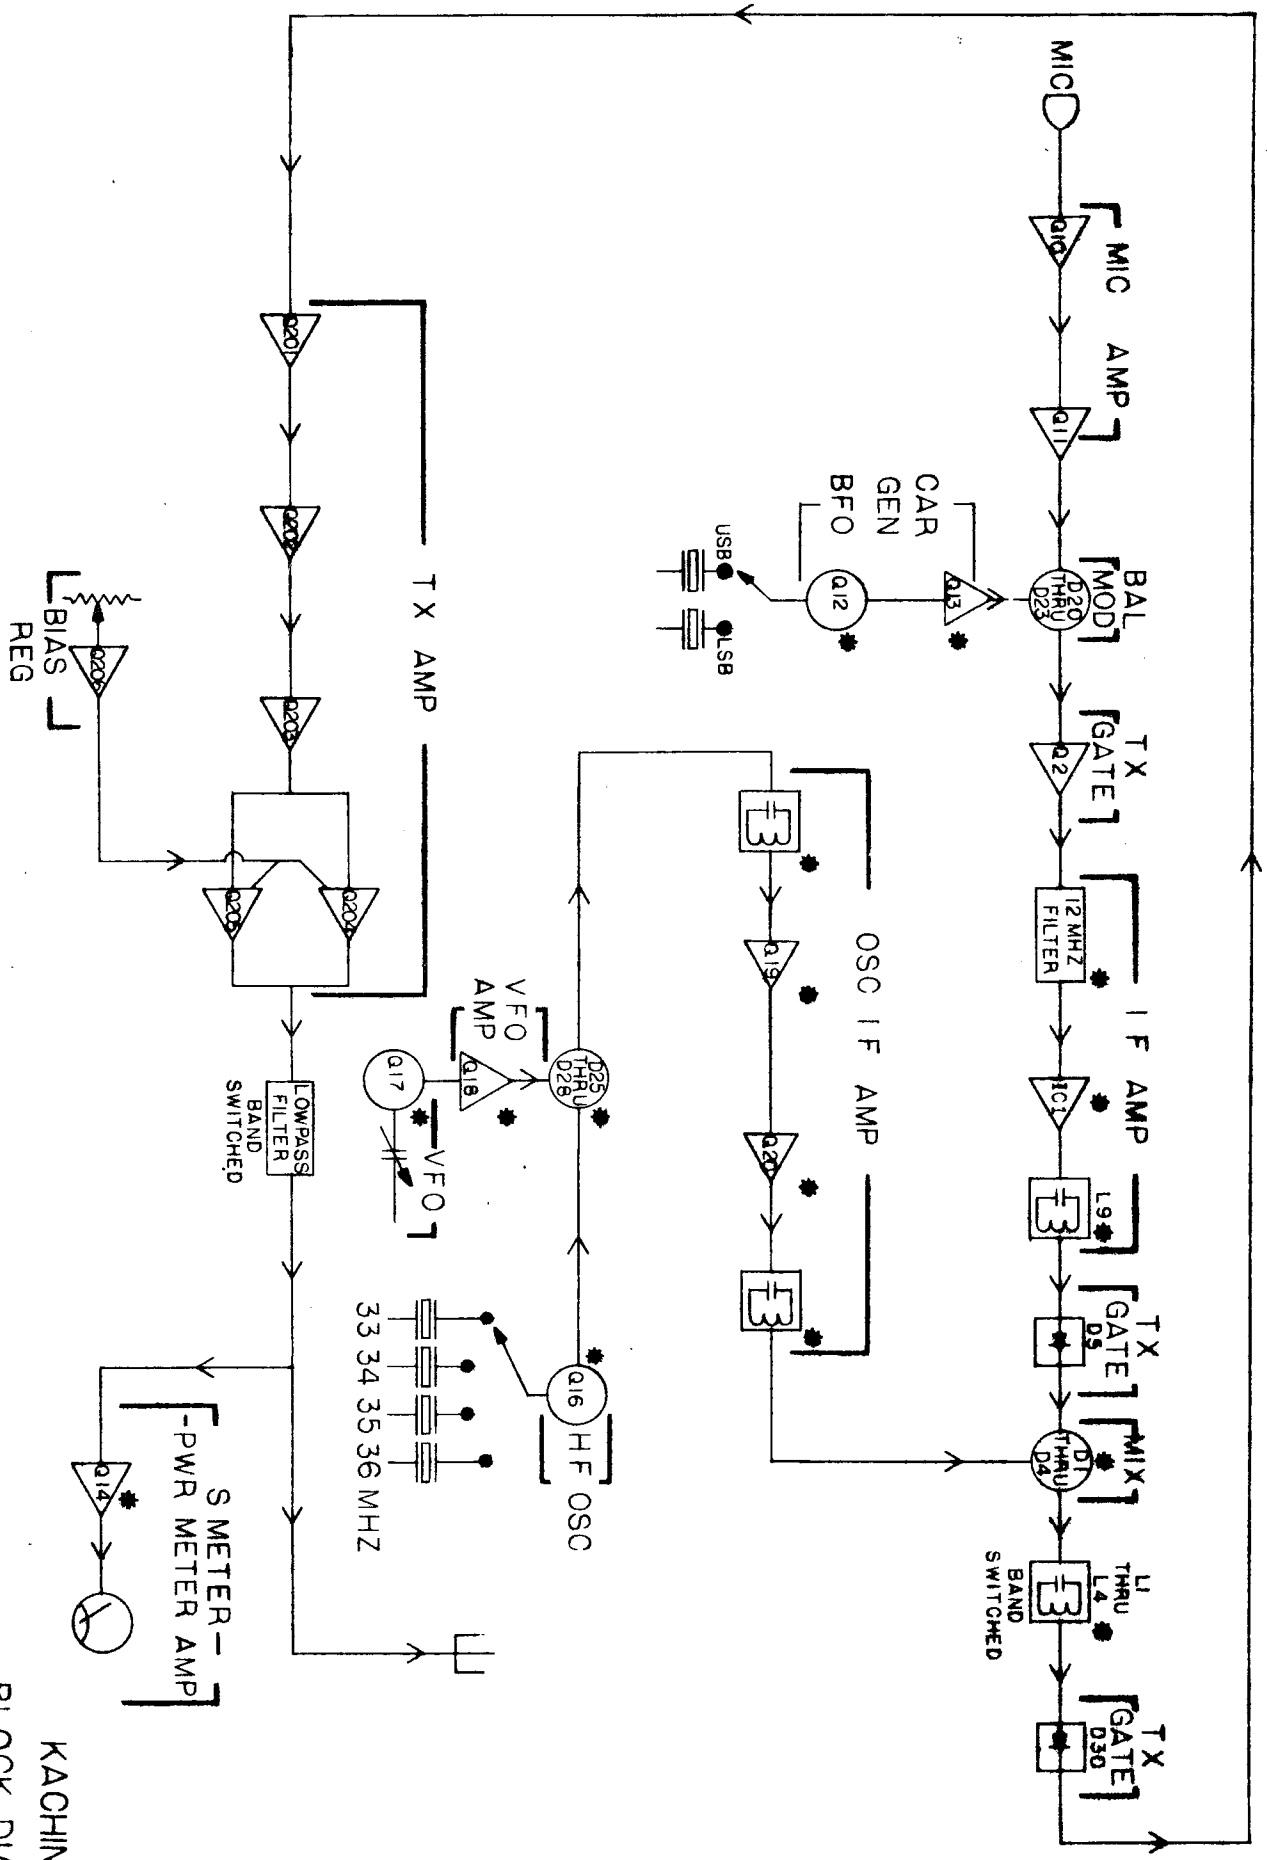 MIC
Q10
MIC AMP
Q11
BAL
MOD
D20
THRU
D23
TX
GATE
Q2
IF AMP
12 MHZ
FILTER
IC1
L9
TX
GATE
D5
MIX
D1
THRU
D4
L1
THRU
L4
BAND
SWITCHED
TX
GATE
D30
CAR
GEN
BFO
Q13
Q12
USB
LSB
OSC IF AMP
Q19
Q20
VFO
AMP
D25
THRU
D28
Q18
Q17
VFO
Q16
HF OSC
33 34 35 36 MHZ
TX AMP
Q201
Q202
Q203
Q204
Q205
Q206
BIAS
REG
LOWPASS
FILTER
BAND
SWITCHED
S METER-
-PWR METER AMP
Q14
KACHIN